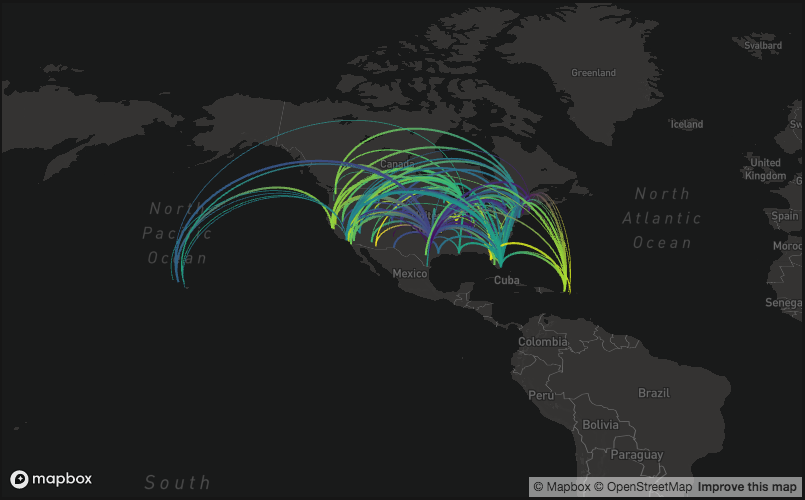 Svalbard
Greenland
Iceland
Sw
Canada
United
Kingdom
North
Pacific
Ocean
North
Atlantic
Ocean
Spain
Moroc
Mexico
Cuba
Senega
Colombia
Peru
Brazil
Bolivia
Paraguay
South
mapbox
© Mapbox © OpenStreetMap Improve this map